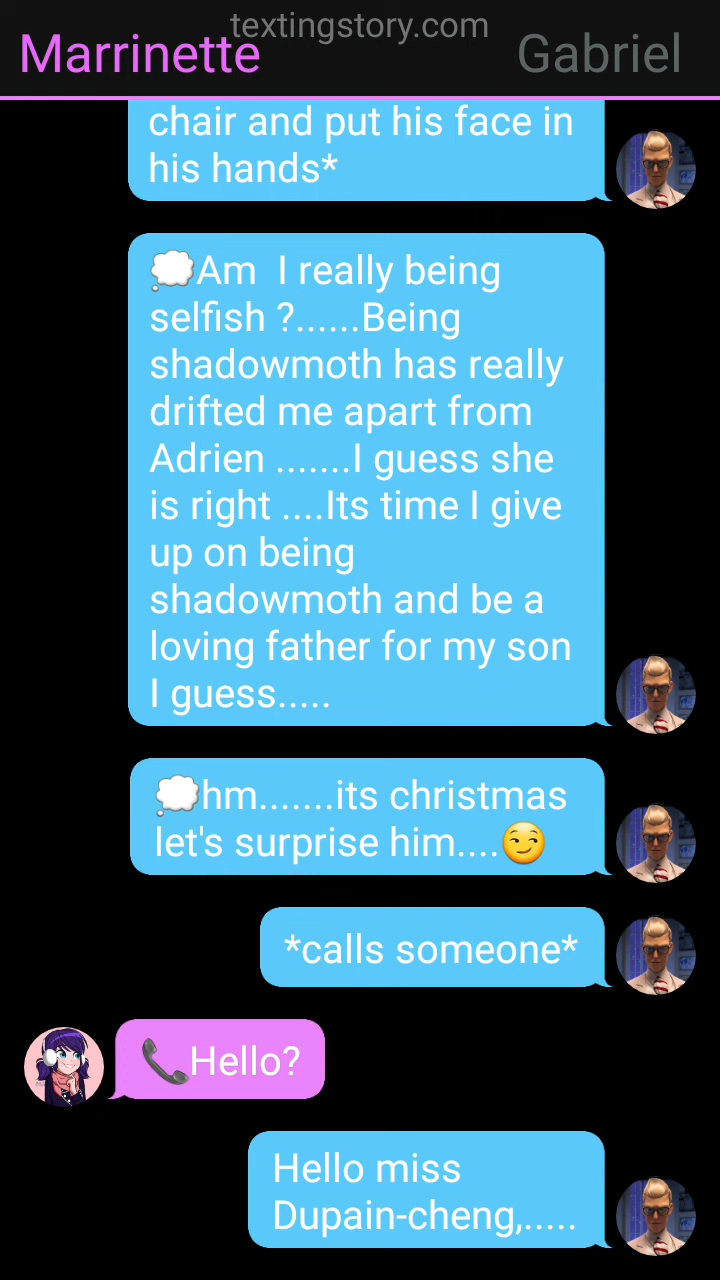 textingstory.com
Marrinette
Gabriel
chair and put his face in
his hands*
💭Am  I really being
selfish ?......Being
shadowmoth has really
drifted me apart from
Adrien .......I guess she
is right ....Its time I give
up on being
shadowmoth and be a
loving father for my son
I guess.....
💭hm.......its christmas
let's surprise him....😏
*calls someone*
📞Hello?
Hello miss
Dupain-cheng,.....